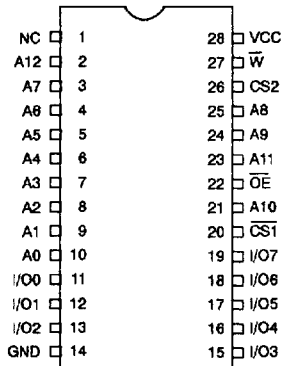 NC 1 28 VCC
A12 2 27 W̅
A7 3 26 CS2
A6 4 25 A8
A5 5 24 A9
A4 6 23 A11
A3 7 22 O̅E̅
A2 8 21 A10
A1 9 20 C̅S̅1̅
A0 10 19 I/O7
I/O0 11 18 I/O6
I/O1 12 17 I/O5
I/O2 13 16 I/O4
GND 14 15 I/O3